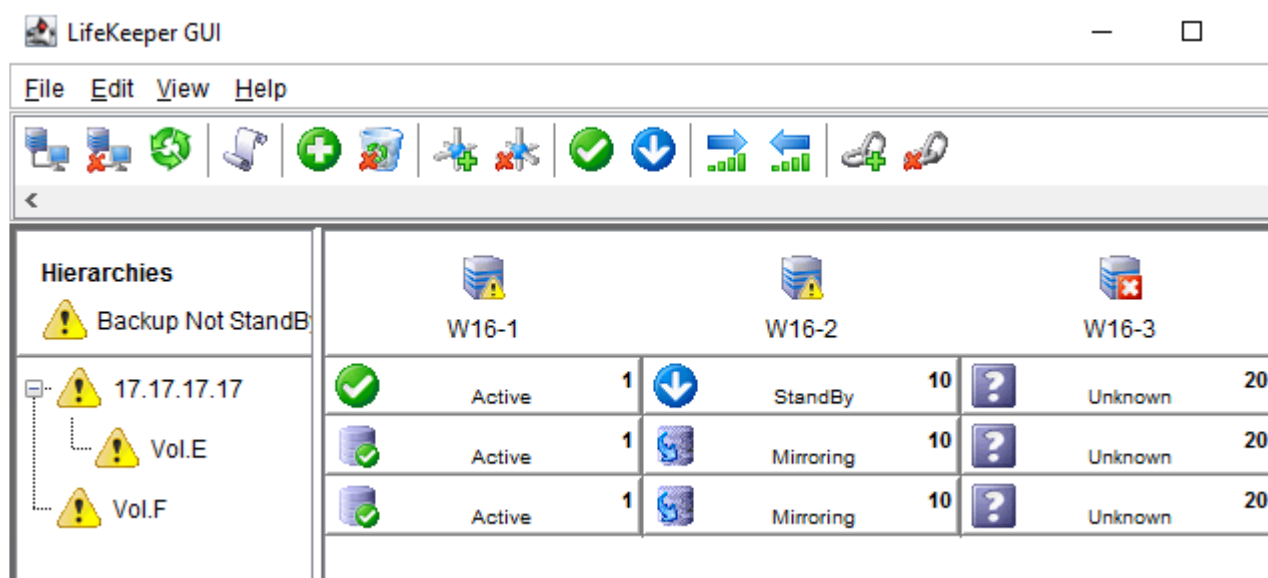 LifeKeeper GUI
File Edit View Help
Hierarchies
Backup Not StandB
W16-1 W16-2 W16-3
17.17.17.17 Active 1 StandBy 10 Unknown 20
Vol.E Active 1 Mirroring 10 Unknown 20
Vol.F Active 1 Mirroring 10 Unknown 20